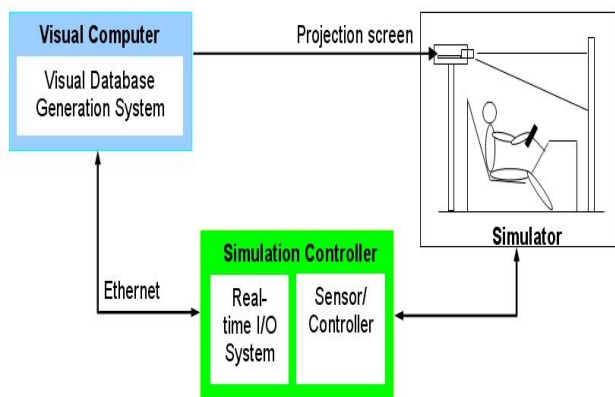 Visual Computer
Visual Database
Generation System
Projection screen
Simulator
Ethernet
Simulation Controller
Real-
time I/O
System
Sensor/
Controller